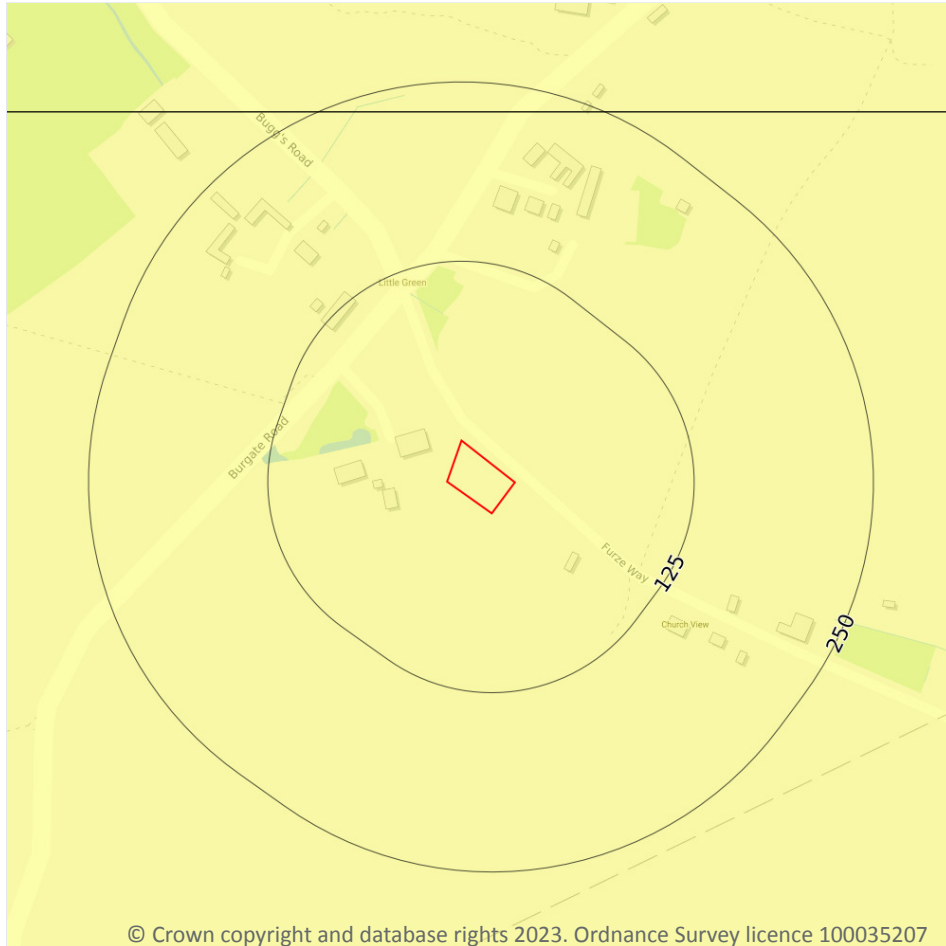 Bugg's Road
Little Green
Burgate Road
Furze Way
125
Church View
250
© Crown copyright and database rights 2023. Ordnance Survey licence 100035207